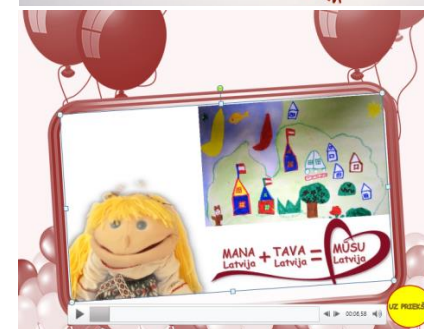 MANA + TAVA = MŪSU
Latvija Latvija Latvija
00:06.58
UZ PRIEKŠ